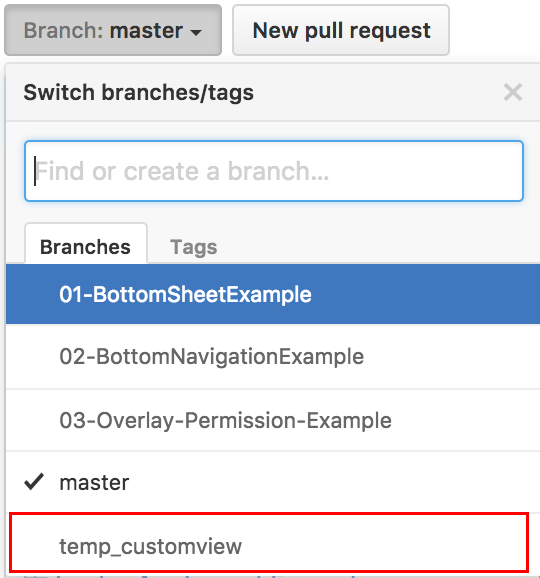 Branch: master
New pull request
Switch branches/tags
Find or create a branch...
Branches
Tags
01-BottomSheetExample
02-BottomNavigationExample
03-Overlay-Permission-Example
master
temp_customview